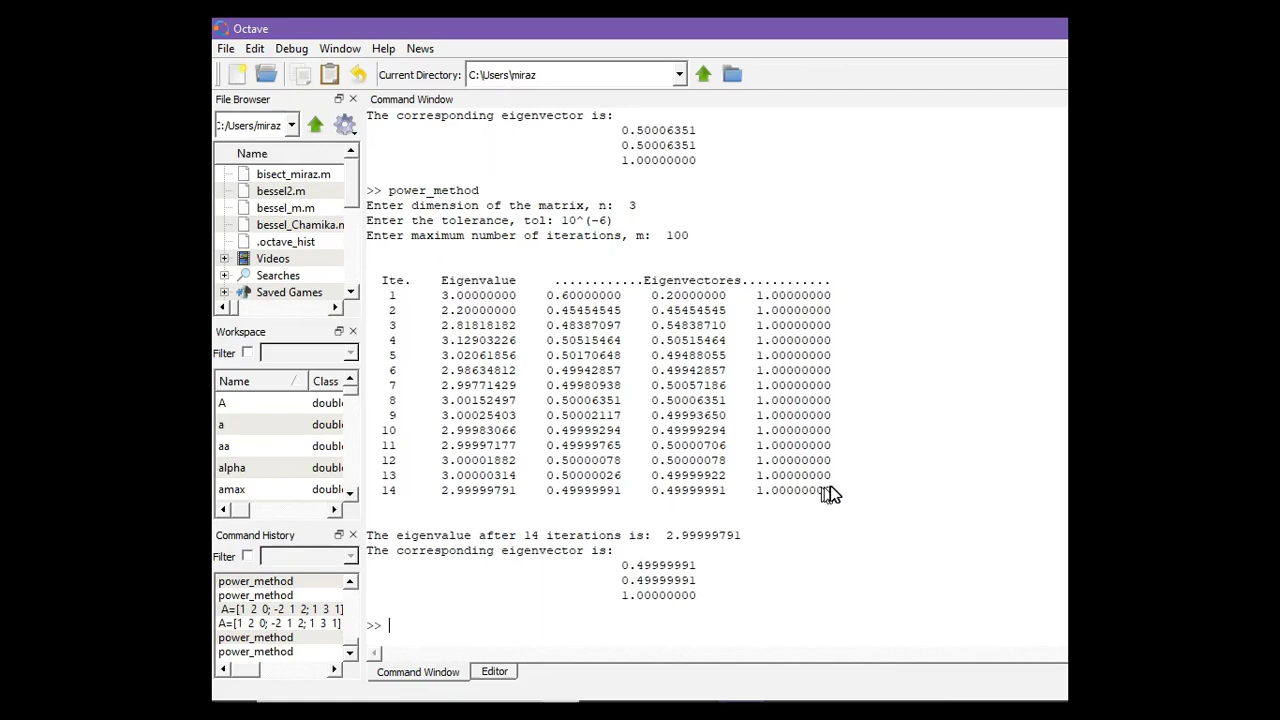 Octave
File Edit Debug Window Help News
Current Directory: C:\Users\miraz
File Browser
C:/Users/miraz
Name
bisect_miraz.m
bessel2.m
bessel_m.m
bessel_Chamika.m
.octave_hist
Videos
Searches
Saved Games
Workspace
Filter
Name Class
A double
a double
aa double
alpha double
amax double
Command History
Filter
power_method
power_method
A=[1 2 0; -2 1 2; 1 3 1]
A=[1 2 0; -2 1 2; 1 3 1]
power_method
power_method
Command Window
The corresponding eigenvector is:
0.50006351
0.50006351
1.00000000
>> power_method
Enter dimension of the matrix, n: 3
Enter the tolerance, tol: 10^(-6)
Enter maximum number of iterations, m: 100
Ite. Eigenvalue ............Eigenvectores............
1 3.00000000 0.60000000 0.20000000 1.00000000
2 2.20000000 0.45454545 0.45454545 1.00000000
3 2.81818182 0.48387097 0.54838710 1.00000000
4 3.12903226 0.50515464 0.50515464 1.00000000
5 3.02061856 0.50170648 0.49488055 1.00000000
6 2.98634812 0.49942857 0.49942857 1.00000000
7 2.99771429 0.49980938 0.50057186 1.00000000
8 3.00152497 0.50006351 0.50006351 1.00000000
9 3.00025403 0.50002117 0.49993650 1.00000000
10 2.99983066 0.49999294 0.49999294 1.00000000
11 2.99997177 0.49999765 0.50000706 1.00000000
12 3.00001882 0.50000078 0.50000078 1.00000000
13 3.00000314 0.50000026 0.49999922 1.00000000
14 2.99999791 0.49999991 0.49999991 1.00000000
The eigenvalue after 14 iterations is: 2.99999791
The corresponding eigenvector is:
0.49999991
0.49999991
1.00000000
>>
Command Window Editor